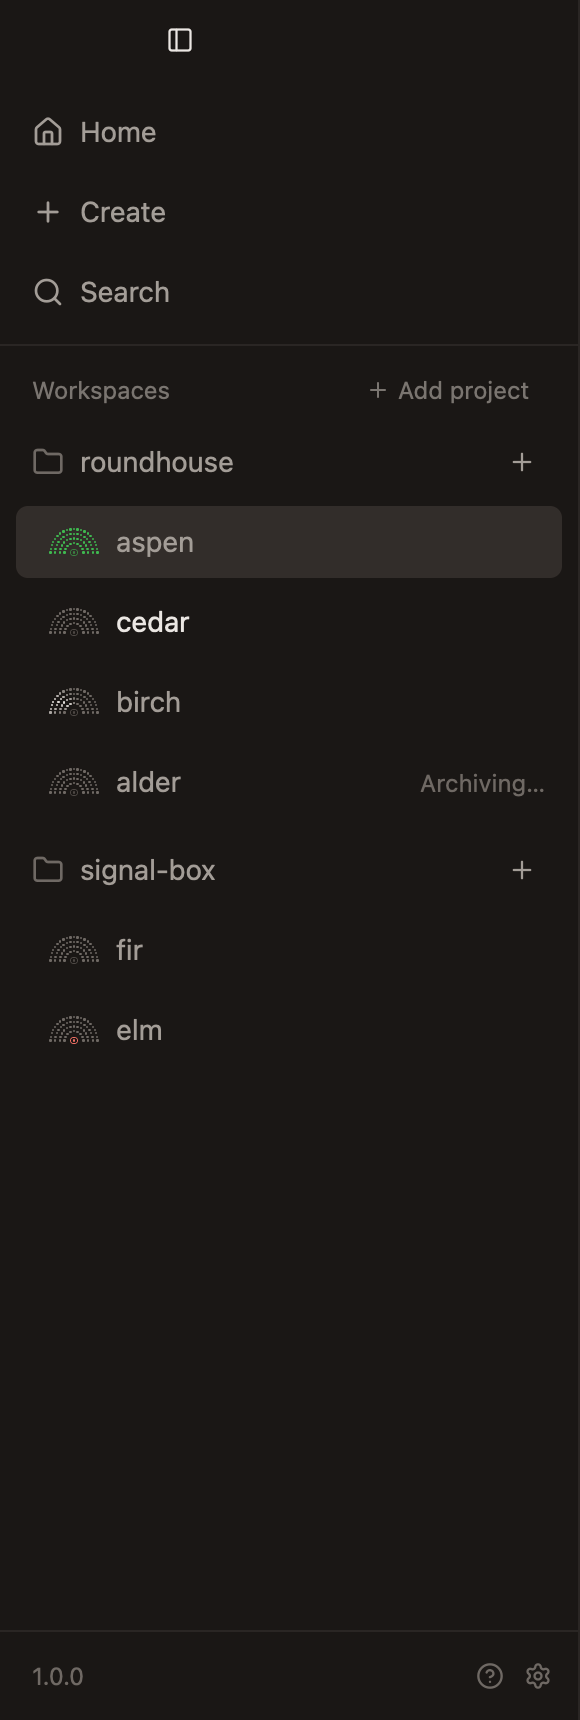 Home
Create
Search
Workspaces + Add project
roundhouse
aspen
cedar
birch
alder Archiving...
signal-box
fir
elm
1.0.0